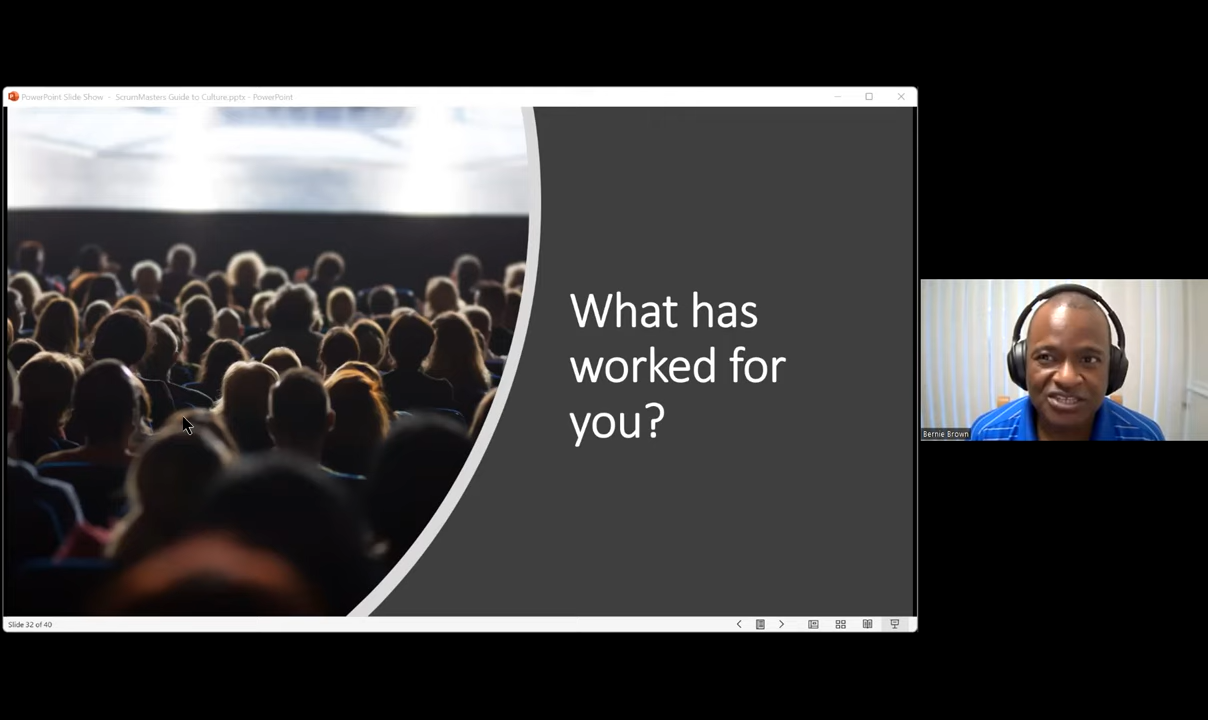 PowerPoint Slide Show - ScrumMasters Guide to Culture.pptx - PowerPoint
What has
worked for
you?
Bernie Brown
Slide 32 of 40